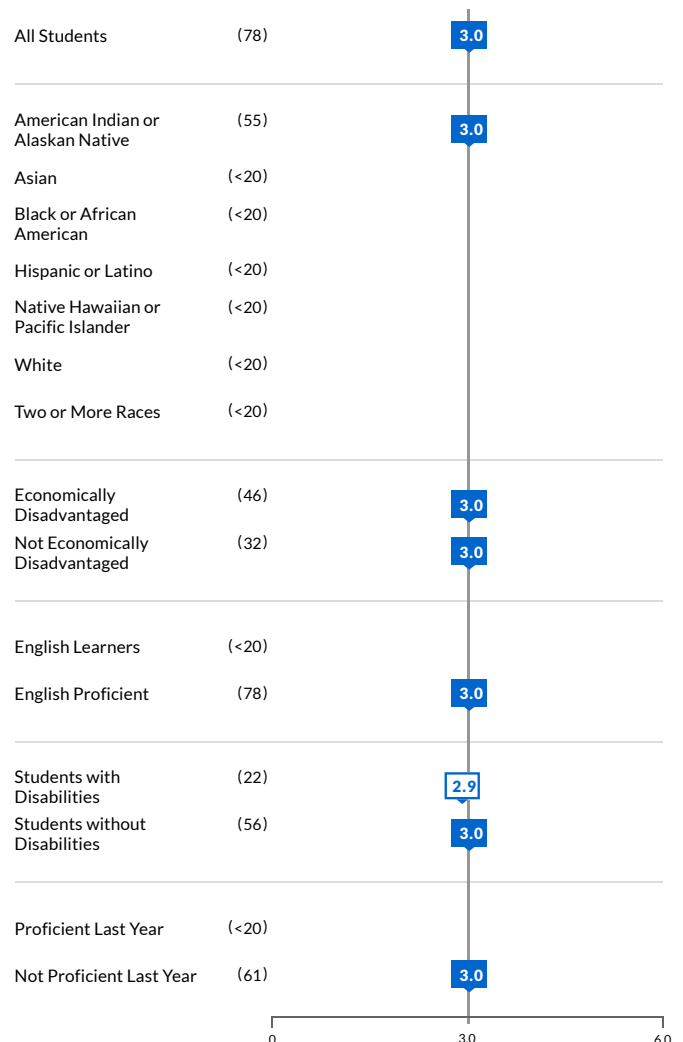 All Students (78) 3.0
American Indian or
Alaskan Native (55) 3.0
Asian (<20)
Black or African
American (<20)
Hispanic or Latino (<20)
Native Hawaiian or
Pacific Islander (<20)
White (<20)
Two or More Races (<20)
Economically
Disadvantaged (46) 3.0
Not Economically
Disadvantaged (32) 3.0
English Learners (<20)
English Proficient (78) 3.0
Students with
Disabilities (22) 2.9
Students without
Disabilities (56) 3.0
Proficient Last Year (<20)
Not Proficient Last Year (61) 3.0
0 3.0 6.0